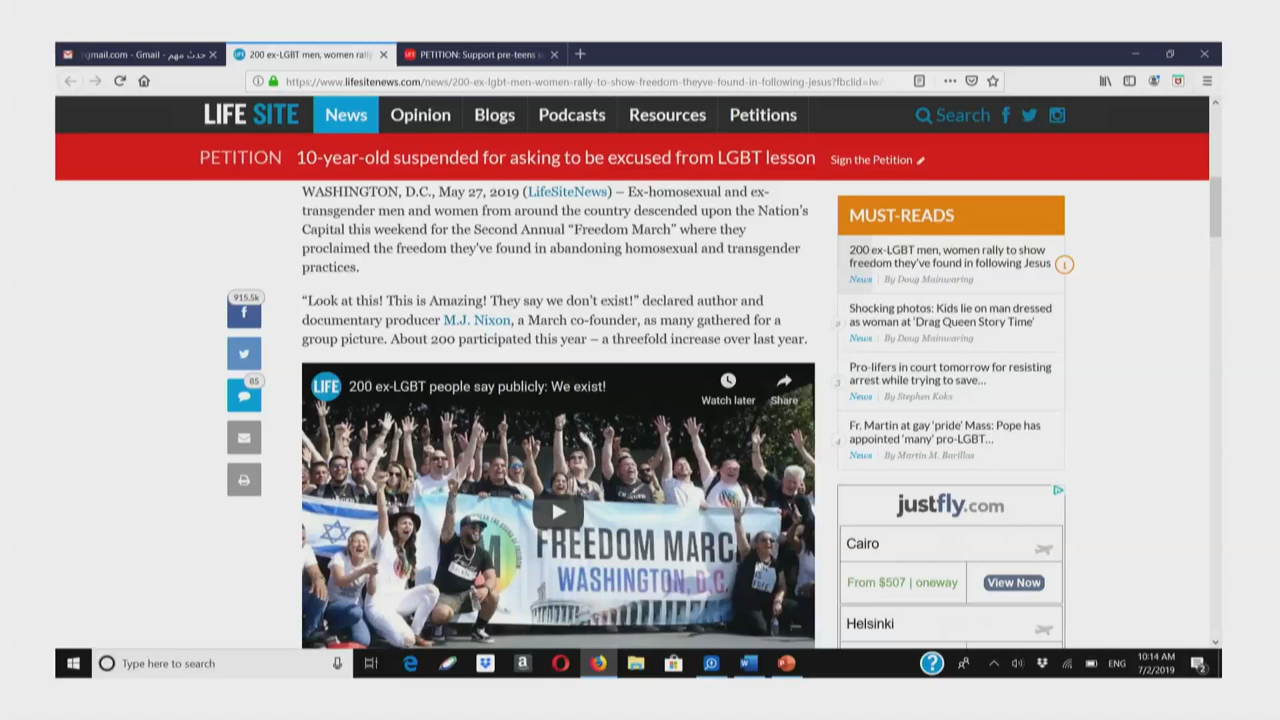 gmail.com - Gmail - حدث مهم
200 ex-LGBT men, women rally
PETITION: Support pre-teens s
https://www.lifesitenews.com/news/200-ex-lgbt-men-women-rally-to-show-freedom-theyve-found-in-following-jesus?fbclid=Iw
LIFE SITE
News
Opinion
Blogs
Podcasts
Resources
Petitions
Search
PETITION 10-year-old suspended for asking to be excused from LGBT lesson Sign the Petition
WASHINGTON, D.C., May 27, 2019 (LifeSiteNews) – Ex-homosexual and ex-
transgender men and women from around the country descended upon the Nation's
Capital this weekend for the Second Annual “Freedom March” where they
proclaimed the freedom they've found in abandoning homosexual and transgender
practices.
“Look at this! This is Amazing! They say we don't exist!” declared author and
documentary producer M.J. Nixon, a March co-founder, as many gathered for a
group picture. About 200 participated this year – a threefold increase over last year.
915.5k
85
LIFE
200 ex-LGBT people say publicly: We exist!
Watch later
Share
FREEDOM MARC
WASHINGTON, D.C.
MUST-READS
200 ex-LGBT men, women rally to show
freedom they've found in following Jesus
1
News By Doug Mainwaring
Shocking photos: Kids lie on man dressed
as woman at 'Drag Queen Story Time'
2
News By Doug Mainwaring
Pro-lifers in court tomorrow for resisting
arrest while trying to save...
3
News By Stephen Koks
Fr. Martin at gay 'pride' Mass: Pope has
appointed 'many' pro-LGBT...
4
News By Martin M. Barillas
justfly.com
Cairo
From $507 | oneway
View Now
Helsinki
Type here to search
ENG
10:14 AM
7/2/2019
2